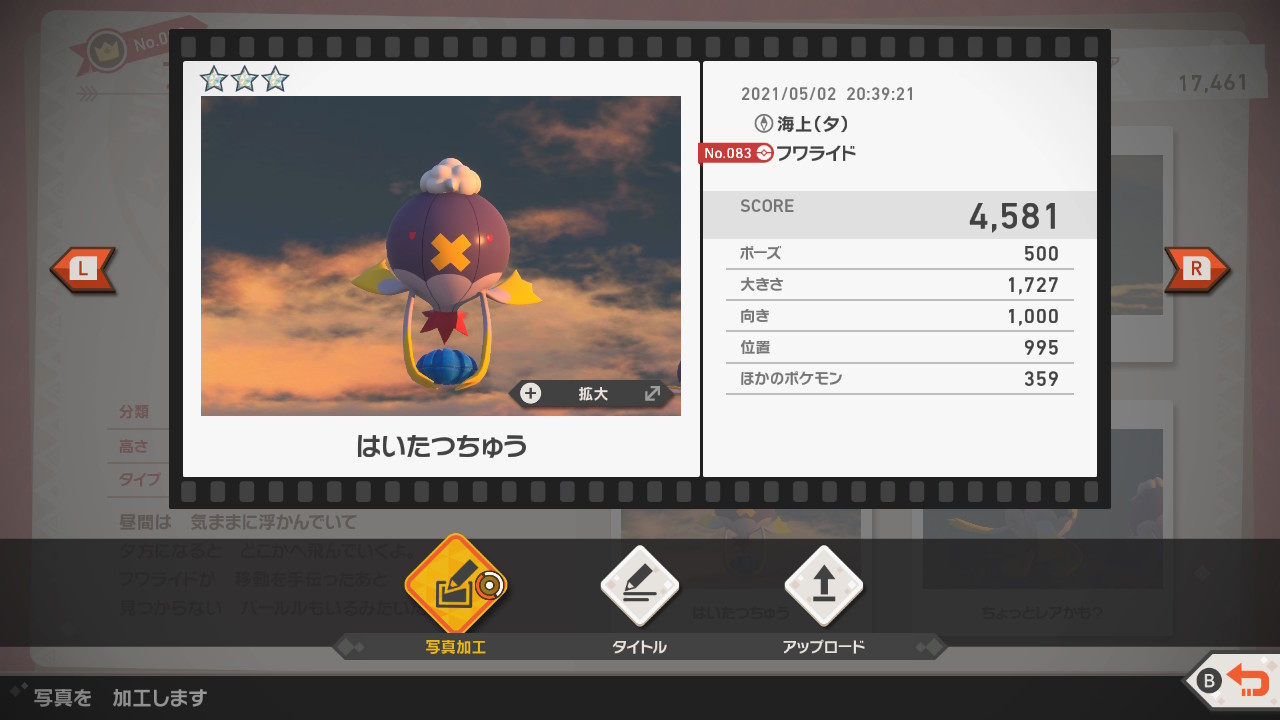 No.0
17,461
2021/05/02 20:39:21
海上(夕)
No.083 フワライド
SCORE 4,581
ポーズ 500
大きさ 1,727
向き 1,000
位置 995
ほかのポケモン 359
L
R
+ 拡大
はいたつちゅう
分類
高さ
タイプ
昼間は 気ままに浮かんでいて
夕方になると どこかへ飛んでいくよ。
フワライドが 移動を手伝ったあと
見つからない パールルもいるみたい
はいたつちゅう
ちょっとレアかも?
写真加工
タイトル
アップロード
B
写真を 加工します